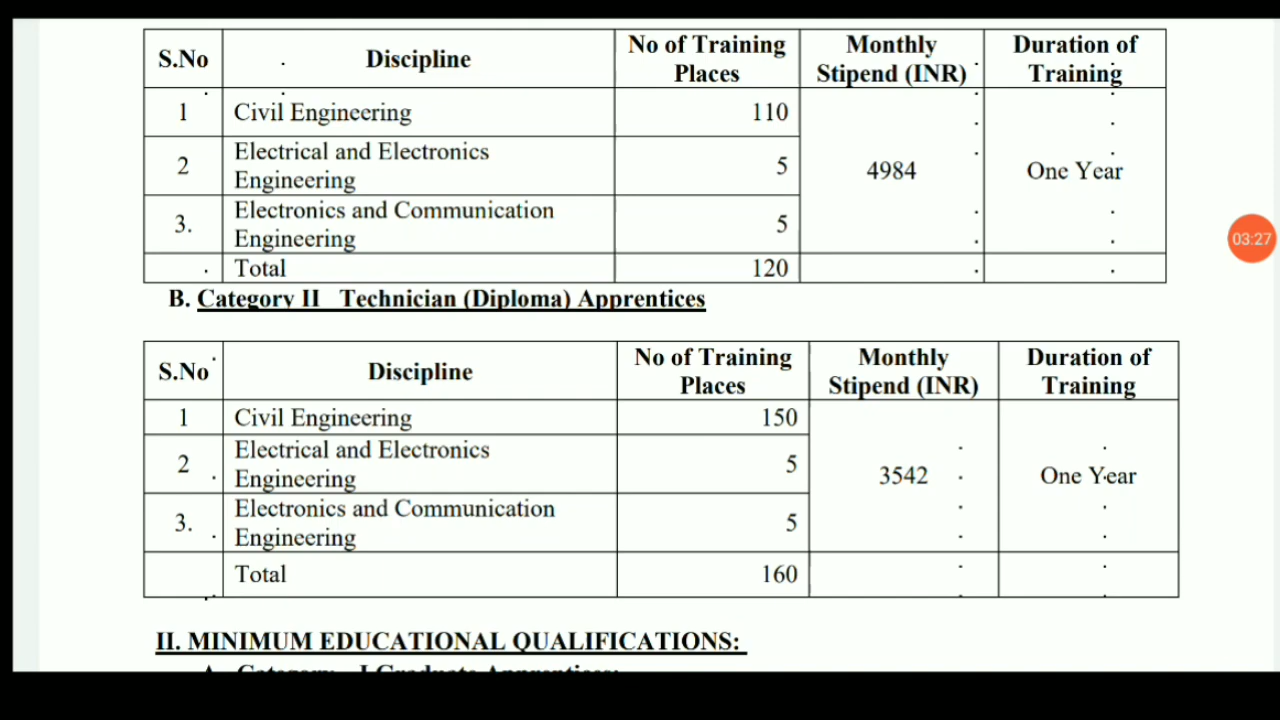 S.No Discipline No of Training Places Monthly Stipend (INR) Duration of Training
1 Civil Engineering 110
2 Electrical and Electronics Engineering 5 4984 One Year
3. Electronics and Communication Engineering 5
Total 120
B. Category II Technician (Diploma) Apprentices
S.No Discipline No of Training Places Monthly Stipend (INR) Duration of Training
1 Civil Engineering 150
2 Electrical and Electronics Engineering 5 3542 One Year
3. Electronics and Communication Engineering 5
Total 160
II. MINIMUM EDUCATIONAL QUALIFICATIONS:
03:27